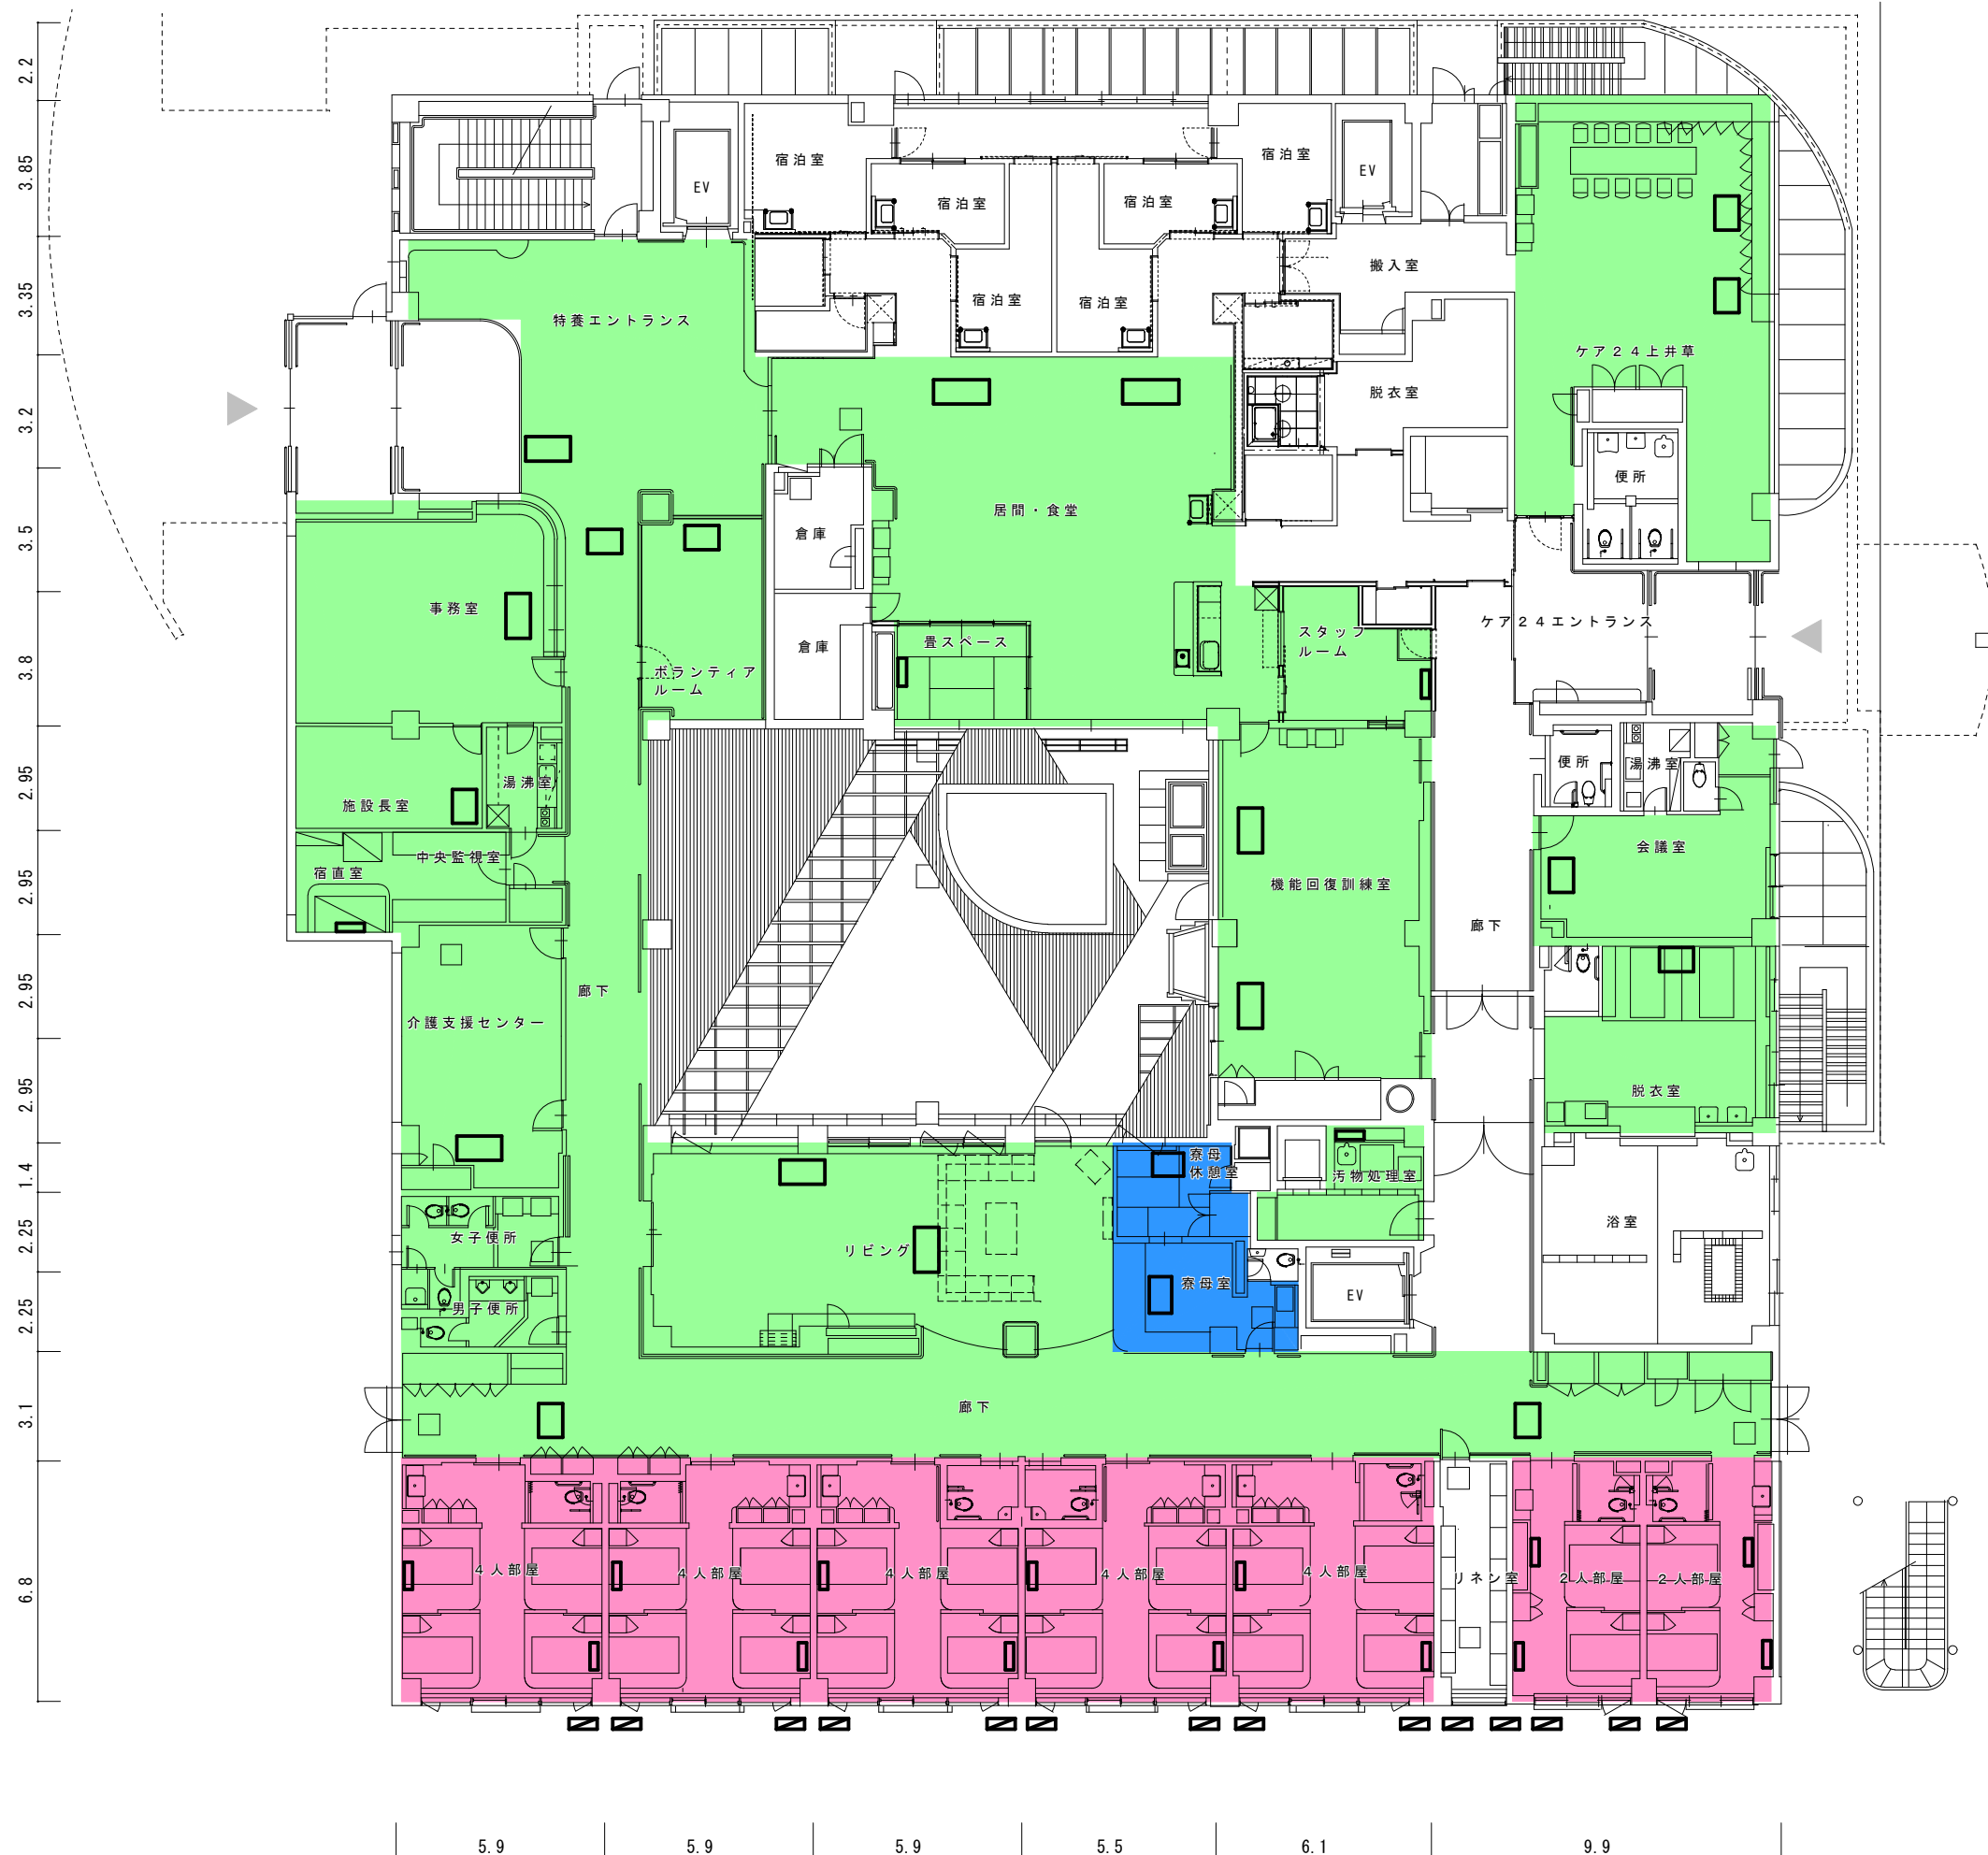 2.2
3.85
3.35
3.2
3.5
3.8
2.95
2.95
2.95
2.95
1.4
2.25
2.25
3.1
6.8
EV
宿泊室
宿泊室
宿泊室
宿泊室
EV
宿泊室
宿泊室
搬入室
特養エントランス
ケア２４上井草
脱衣室
便所
倉庫
居間・食堂
事務室
倉庫
畳スペース
スタッフ
ルーム
ケア２４エントランス
ボランティア
ルーム
湯沸室
施設長室
便所
湯沸室
中央監視室
宿直室
会議室
機能回復訓練室
廊下
廊下
介護支援センター
脱衣室
寮母
休憩室
汚物処理室
女子便所
リビング
浴室
男子便所
寮母室
EV
廊下
４人部屋
４人部屋
４人部屋
４人部屋
４人部屋
リネン室
２人部屋
２人部屋
5.9
5.9
5.9
5.5
6.1
9.9